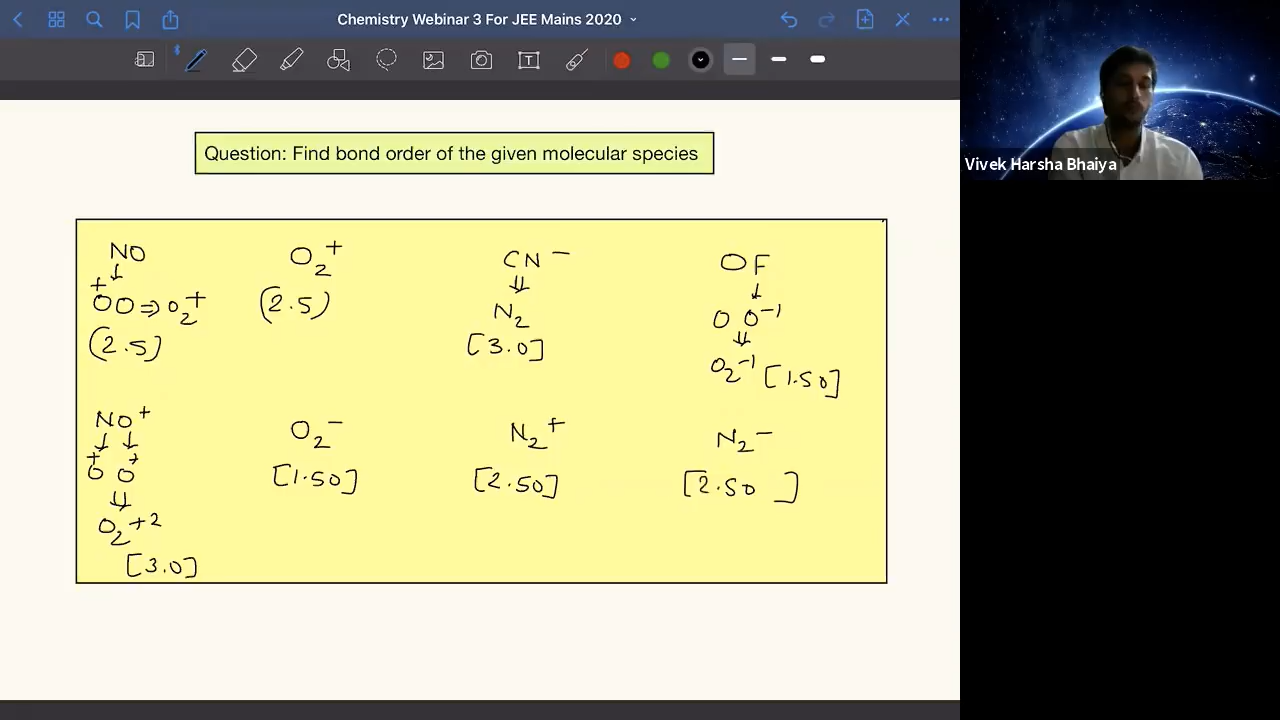 Chemistry Webinar 3 For JEE Mains 2020
T
Vivek Harsha Bhaiya
Question: Find bond order of the given molecular species
NO
↓
+
OO ⇒ O₂⁺
(2.5)
O₂⁺
(2.5)
CN⁻
⇓
N₂
[3.0]
OF
↓
O O⁻¹
⇓
O₂⁻¹ [1.50]
NO⁺
↓ ↓
+ +
O O
⇓
O₂⁺²
[3.0]
O₂⁻
[1.50]
N₂⁺
[2.50]
N₂⁻
[2.50 ]